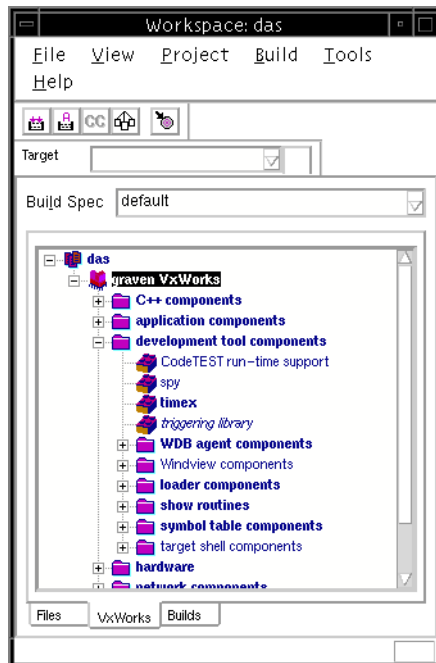 Workspace: das
File View Project Build Tools
Help
CC
Target
Build Spec default
das
graven VxWorks
C++ components
application components
development tool components
CodeTEST run-time support
spy
timex
triggering library
WDB agent components
Windview components
loader components
show routines
symbol table components
target shell components
hardware
network components
Files VxWorks Builds